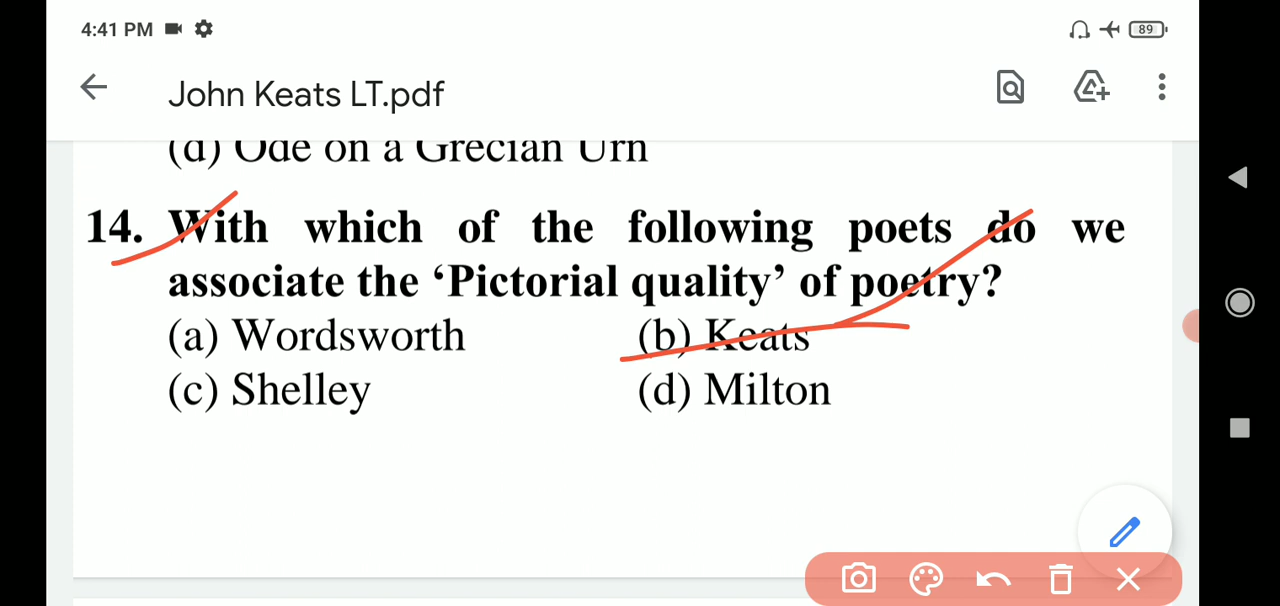 4:41 PM
89
John Keats LT.pdf
(d) Ode on a Grecian Urn
14. With which of the following poets do we
associate the ‘Pictorial quality’ of poetry?
(a) Wordsworth (b) Keats
(c) Shelley (d) Milton